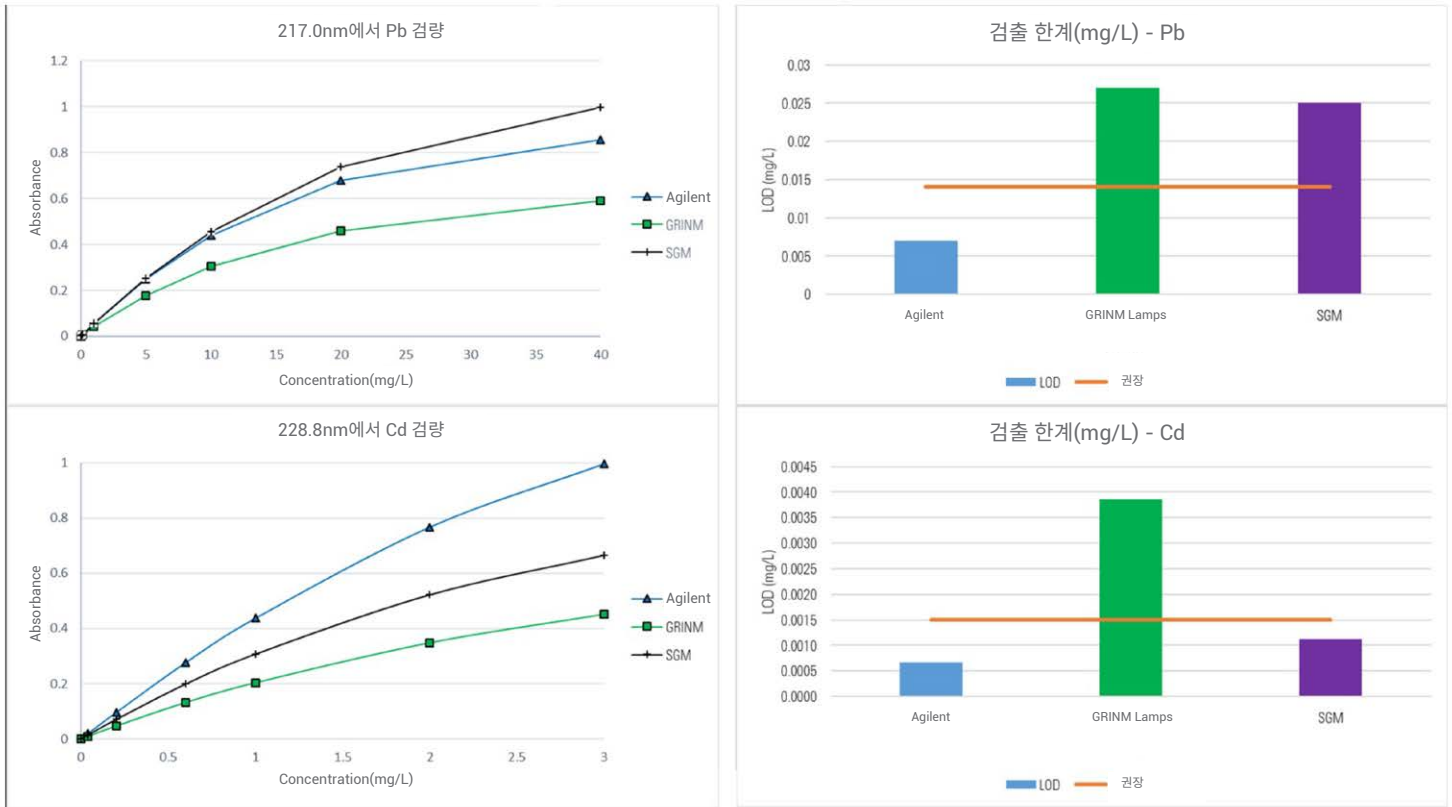 217.0nm에서 Pb 검량
1.2
1
0.8
0.6
0.4
0.2
0
Absorbance
0 5 10 15 20 25 30 35 40
Concentration(mg/L)
Agilent
GRINM
SGM
검출 한계(mg/L) - Pb
0.03
0.025
0.02
0.015
0.01
0.005
0
LOD (mg/L)
Agilent GRINM Lamps SGM
LOD 권장
228.8nm에서 Cd 검량
1
0.8
0.6
0.4
0.2
0
Absorbance
0 0.5 1 1.5 2 2.5 3
Concentration(mg/L)
Agilent
GRINM
SGM
검출 한계(mg/L) - Cd
0.0045
0.0040
0.0035
0.0030
0.0025
0.0020
0.0015
0.0010
0.0005
0.0000
LOD (mg/L)
Agilent GRINM Lamps SGM
LOD 권장